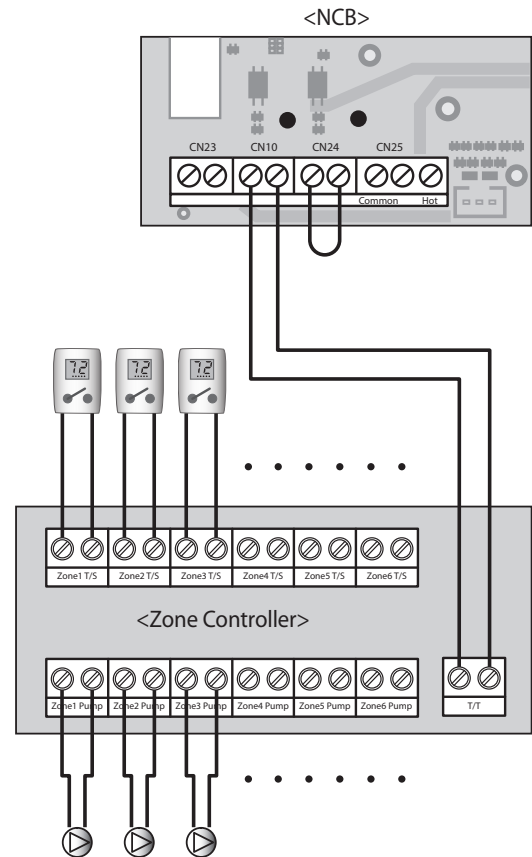 <NCB>
CN23 CN10 CN24 CN25
Common Hot
72 72 72
Zone1 T/S Zone2 T/S Zone3 T/S Zone4 T/S Zone5 T/S Zone6 T/S
<Zone Controller>
Zone1 Pump Zone2 Pump Zone3 Pump Zone4 Pump Zone5 Pump Zone6 Pump T/T